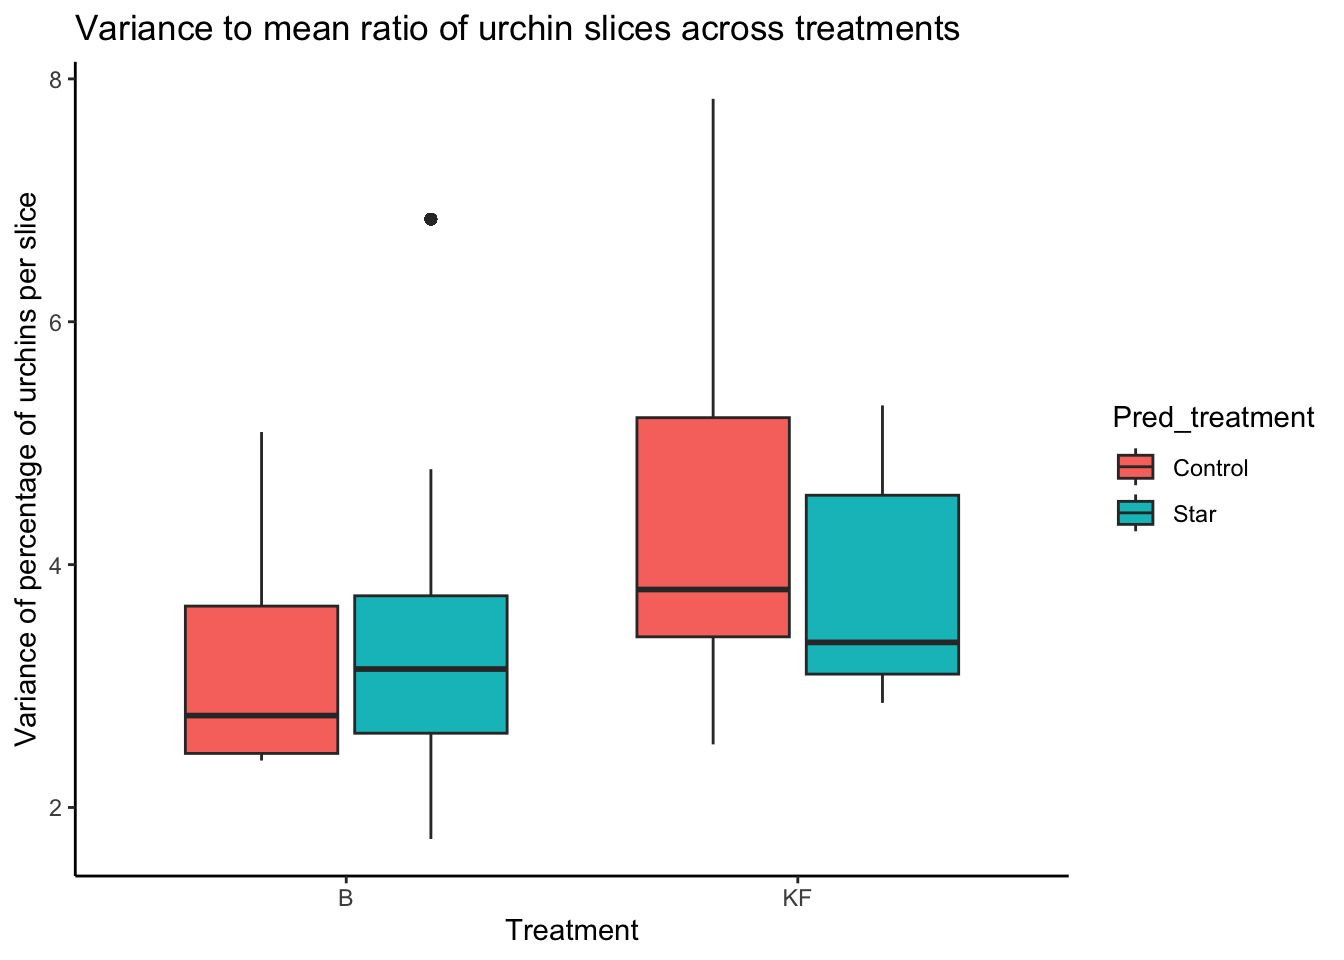 Variance to mean ratio of urchin slices across treatments
Variance of percentage of urchins per slice
8
6
4
2
B
KF
Treatment
Pred_treatment
Control
Star